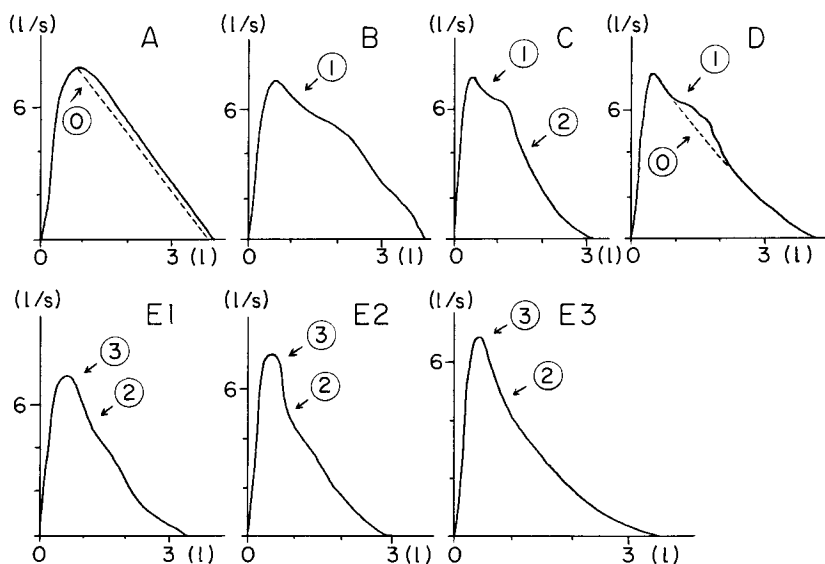 (l/s) A (l/s) B (l/s) C (l/s) D
① ① ①
6 6 6 6
⓪ ② ⓪
0 3 (l) 0 3 (l) 0 3 (l) 0 3 (l)
(l/s) E1 (l/s) E2 (l/s) E3
③ ③ ③
② ② ②
6 6 6
0 3 (l) 0 3 (l) 0 3 (l)